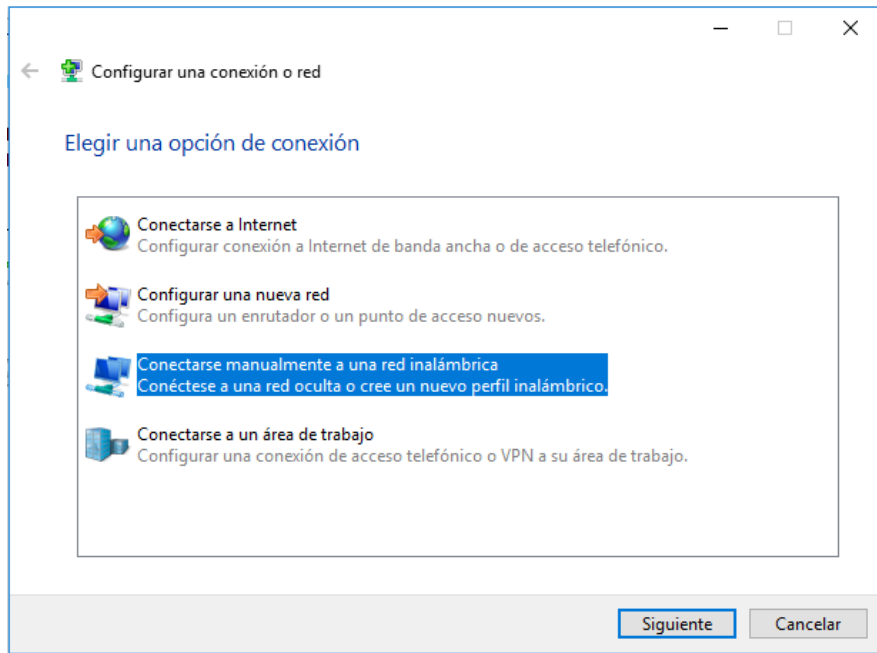 Configurar una conexión o red
Elegir una opción de conexión
Conectarse a Internet
Configurar conexión a Internet de banda ancha o de acceso telefónico.
Configurar una nueva red
Configura un enrutador o un punto de acceso nuevos.
Conectarse manualmente a una red inalámbrica
Conéctese a una red oculta o cree un nuevo perfil inalámbrico.
Conectarse a un área de trabajo
Configurar una conexión de acceso telefónico o VPN a su área de trabajo.
Siguiente
Cancelar